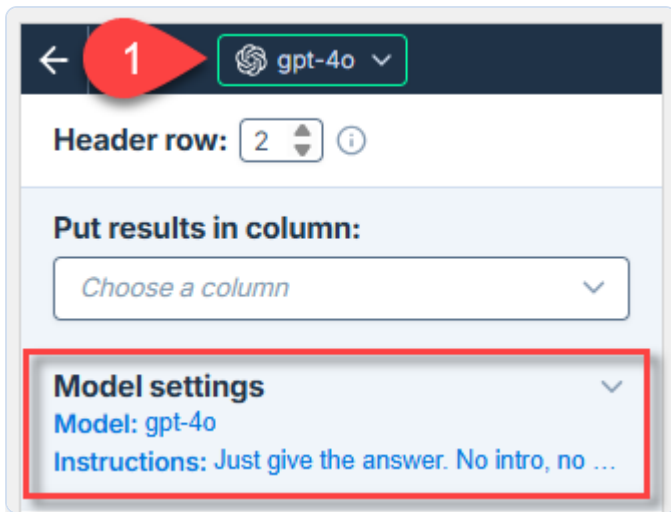 1 gpt-4o
Header row: 2
Put results in column:
Choose a column
Model settings
Model: gpt-4o
Instructions: Just give the answer. No intro, no ...